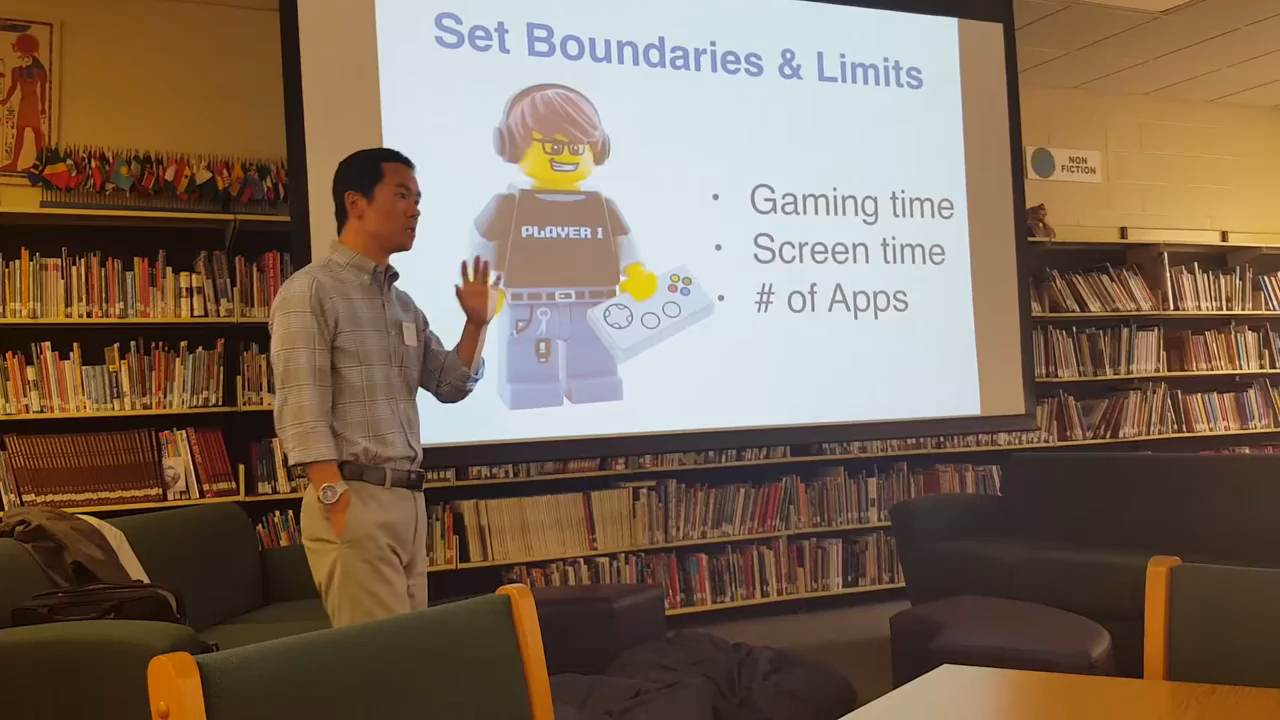 Set Boundaries & Limits
PLAYER 1
• Gaming time
• Screen time
• # of Apps
NON
FICTION